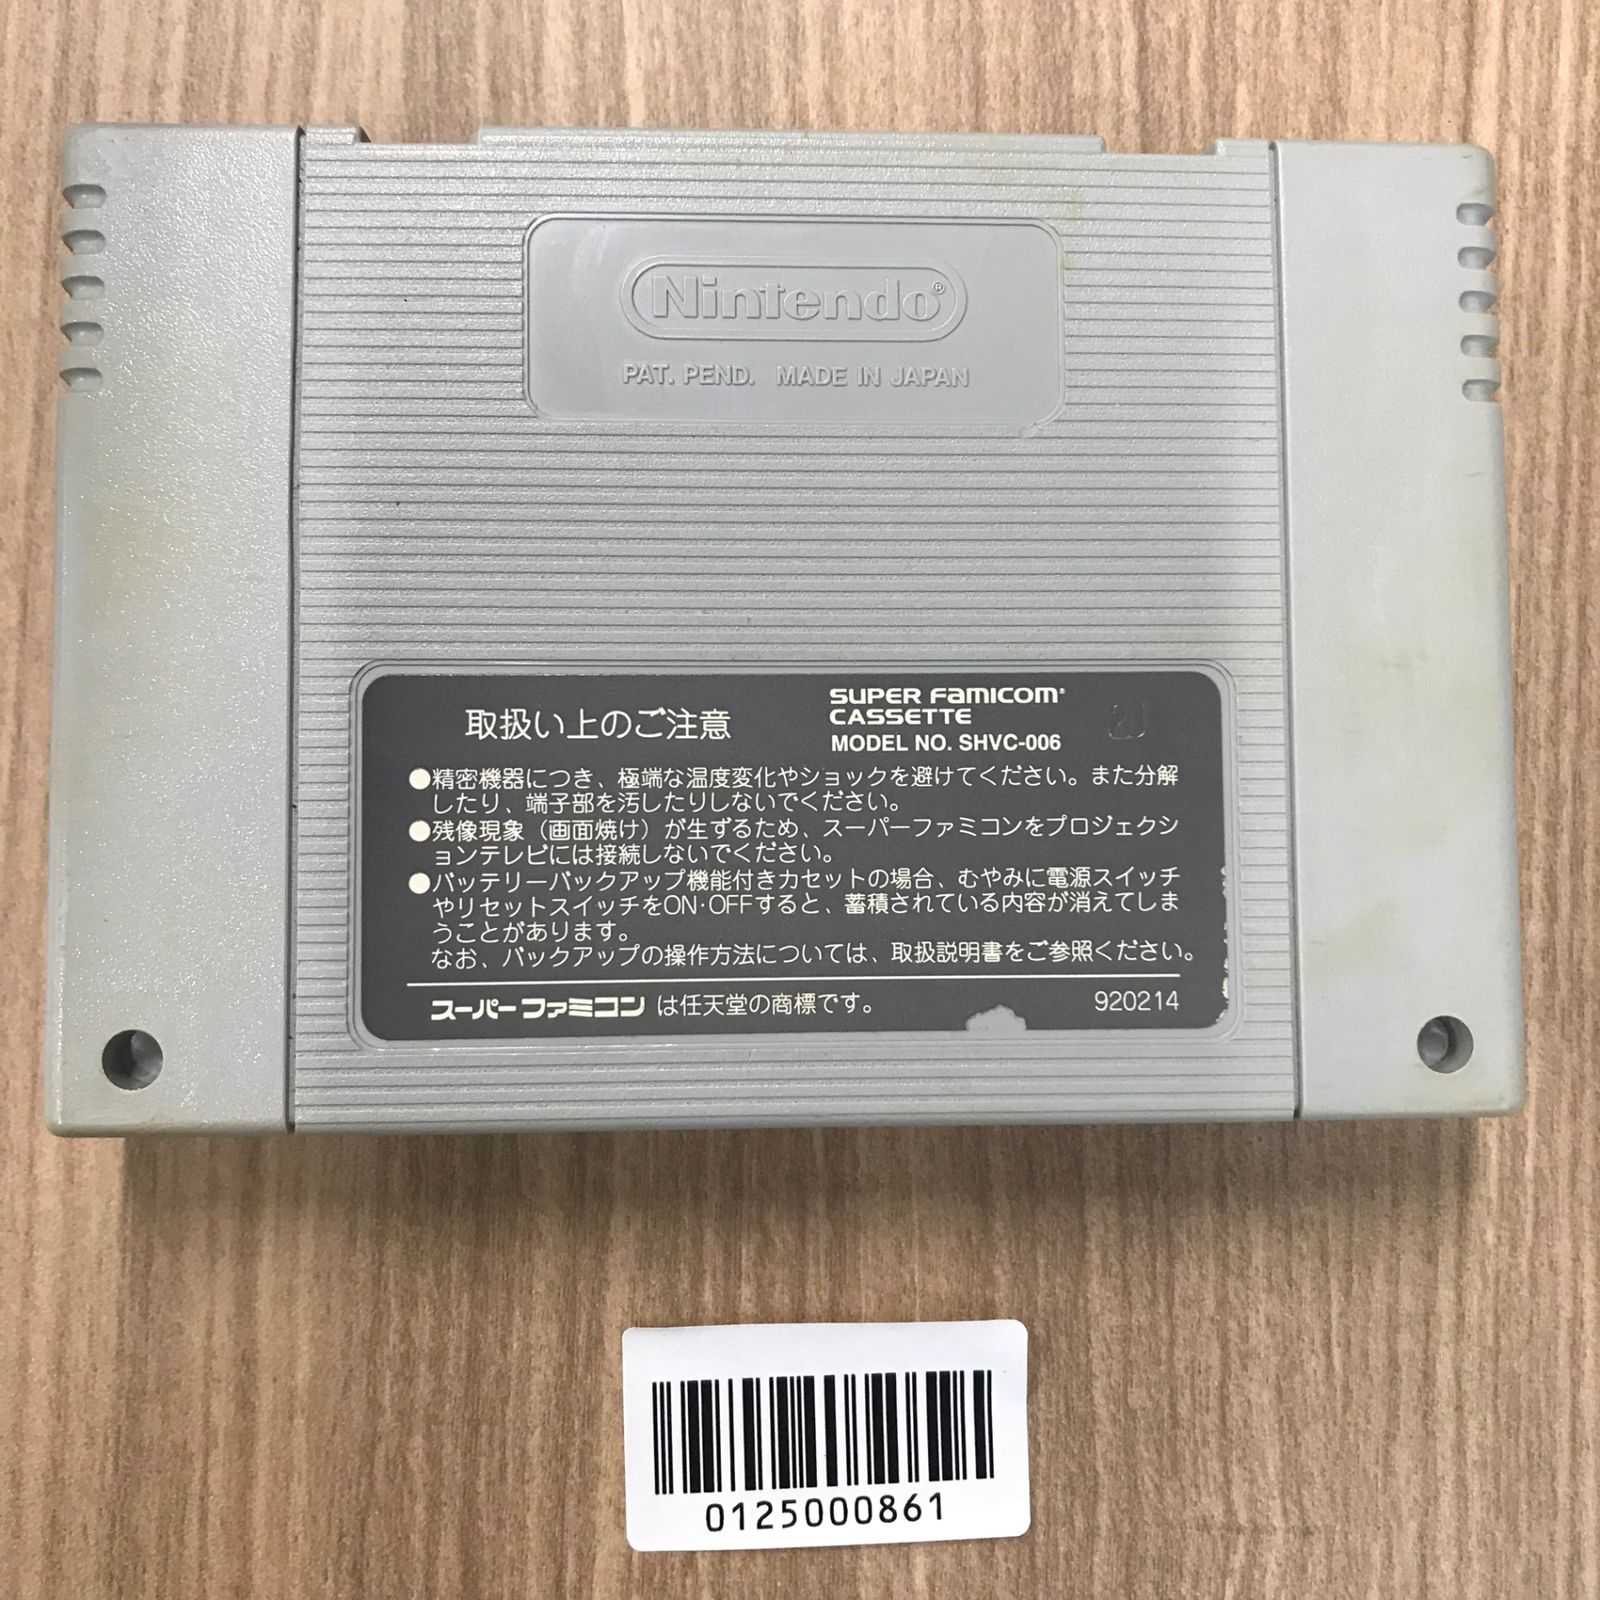 Nintendo®
PAT. PEND. MADE IN JAPAN
取扱い上のご注意
SUPER FAMICOM®
CASSETTE
MODEL NO. SHVC-006
●精密機器につき、極端な温度変化やショックを避けてください。また分解
したり、端子部を汚したりしないでください。
●残像現象（画面焼け）が生ずるため、スーパーファミコンをプロジェクシ
ョンテレビには接続しないでください。
●バッテリーバックアップ機能付きカセットの場合、むやみに電源スイッチ
やリセットスイッチをON・OFFすると、蓄積されている内容が消えてしま
うことがあります。
なお、バックアップの操作方法については、取扱説明書をご参照ください。
スーパーファミコンは任天堂の商標です。
920214
0125000861